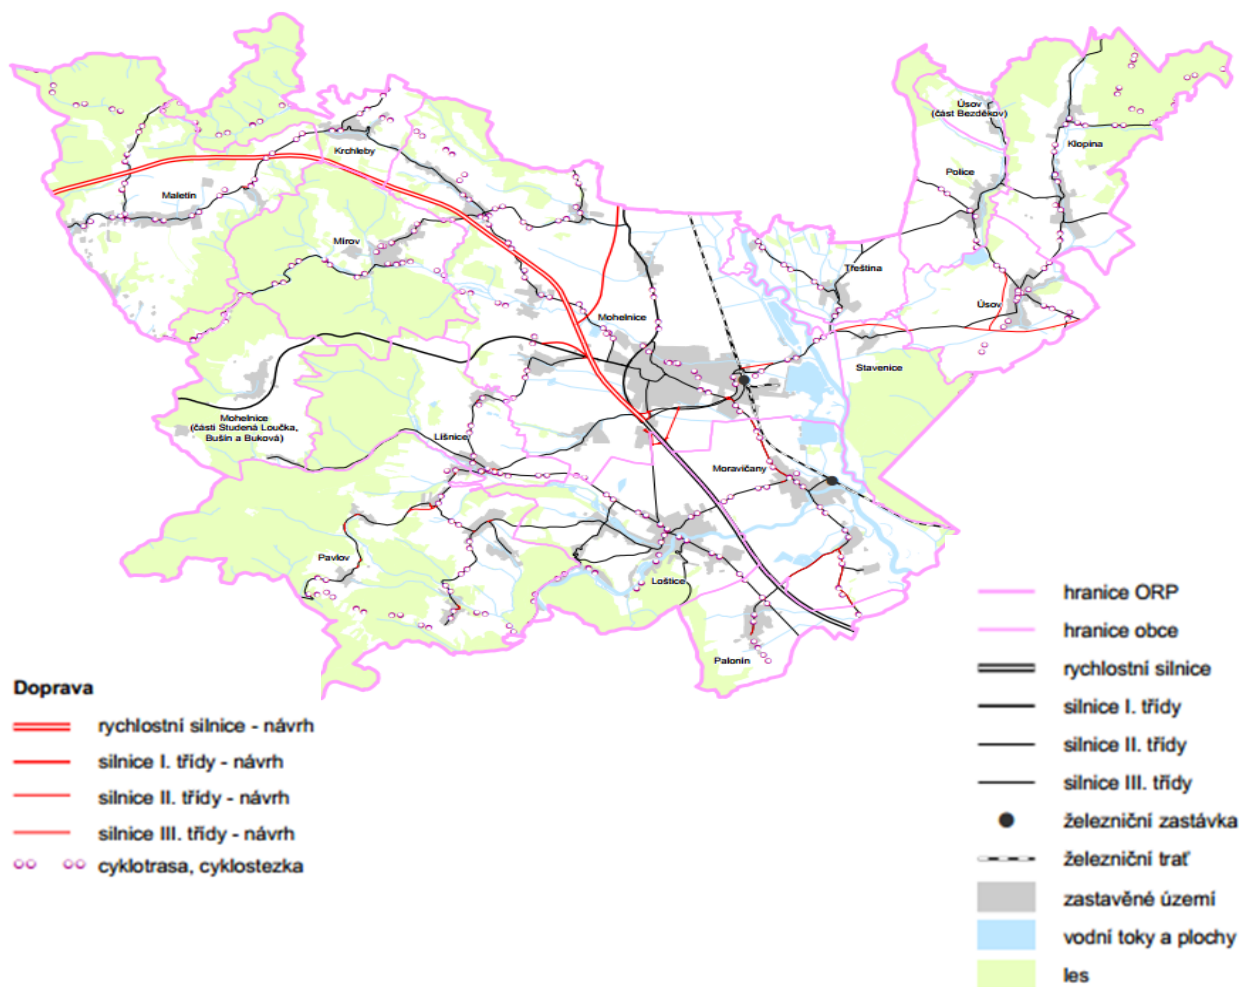 Úsov
(část Bezděkov)
Klopina
Krchleby
Police
Maletín
Mírov
Třeština
Úsov
Mohelnice
Stavenice
Mohelnice
(části Studená Loučka,
Bušín a Buková)
Líšnice
Moravičany
Pavlov
Loštice
Palonín
Doprava
rychlostní silnice - návrh
silnice I. třídy - návrh
silnice II. třídy - návrh
silnice III. třídy - návrh
cyklotrasa, cyklostezka
hranice ORP
hranice obce
rychlostní silnice
silnice I. třídy
silnice II. třídy
silnice III. třídy
železniční zastávka
železniční trať
zastavěné území
vodní toky a plochy
les